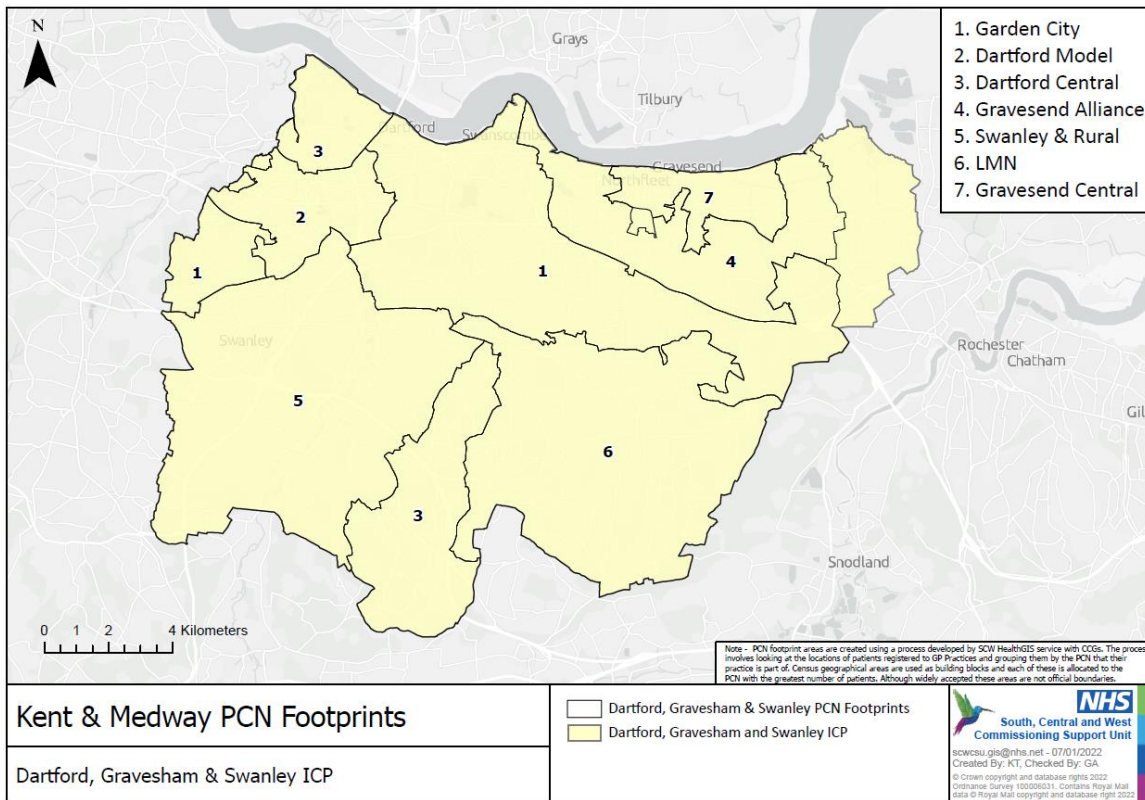 N
Grays
Tilbury
Dartford
Swanscombe
Gravesend
Northfleet
3
7
2
1
4
1
Swanley
Rochester
Chatham
Gil
5
6
3
Snodland
0 1 2 4 Kilometers
1. Garden City
2. Dartford Model
3. Dartford Central
4. Gravesend Alliance
5. Swanley & Rural
6. LMN
7. Gravesend Central
Note - PCN footprint areas are created using a process developed by SCW HealthGIS service with CCGs. The proces
involves looking at the locations of patients registered to GP Practices and grouping them by the PCN that their
practice is part of. Census geographical areas are used as building blocks and each of these is allocated to the
PCN with the greatest number of patients. Although widely accepted these areas are not official boundaries.
Kent & Medway PCN Footprints
Dartford, Gravesham & Swanley ICP
Dartford, Gravesham & Swanley PCN Footprints
Dartford, Gravesham and Swanley ICP
NHS
South, Central and West
Commissioning Support Unit
scwcsu.gis@nhs.net - 07/01/2022
Created By: KT, Checked By: GA
© Crown copyright and database rights 2022
Ordnance Survey 100006031. Contains Royal Mail
data © Royal Mail copyright and database right 2022